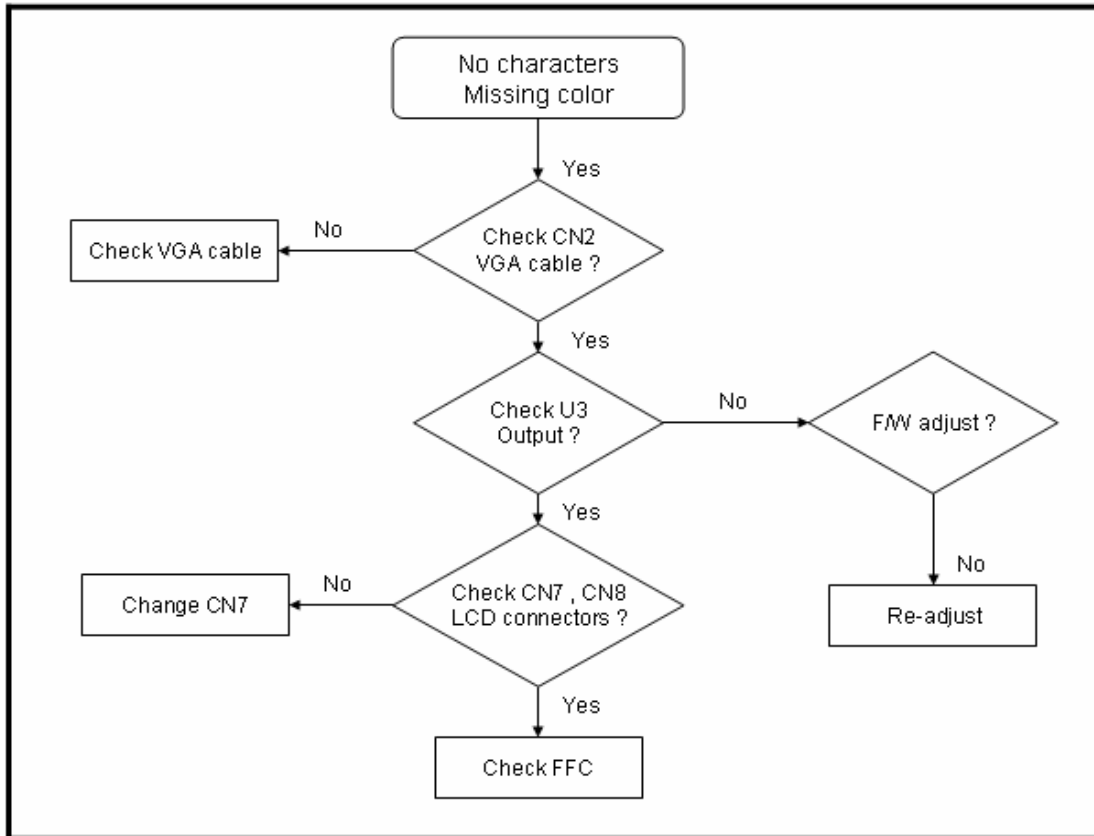 No characters
Missing color
Yes
No
Check VGA cable
Check CN2
VGA cable ?
Yes
Check U3
Output ?
No
F/W adjust ?
Yes
No
No
Change CN7
Check CN7 , CN8
LCD connectors ?
Re-adjust
Yes
Check FFC